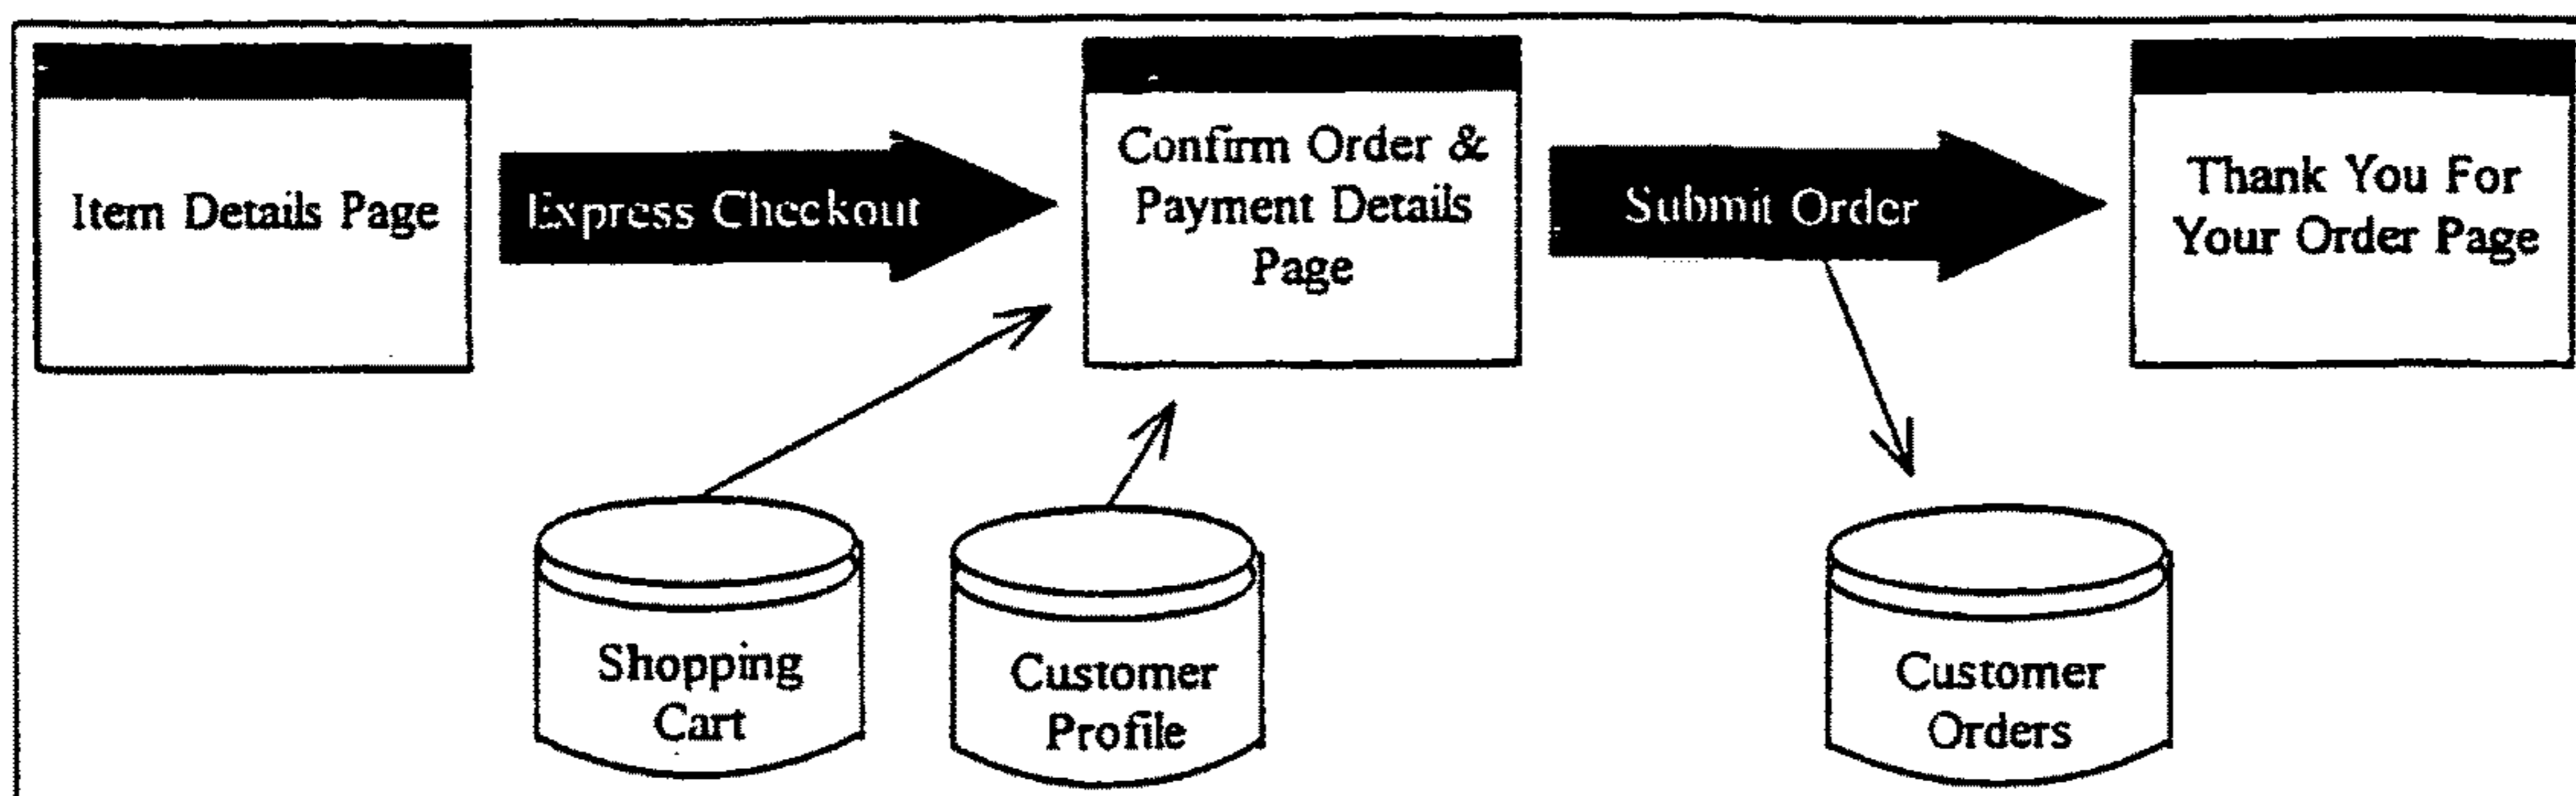 Item Details Page
Express Checkout
Confirm Order &
Payment Details
Page
Submit Order
Thank You For
Your Order Page
Shopping
Cart
Customer
Profile
Customer
Orders